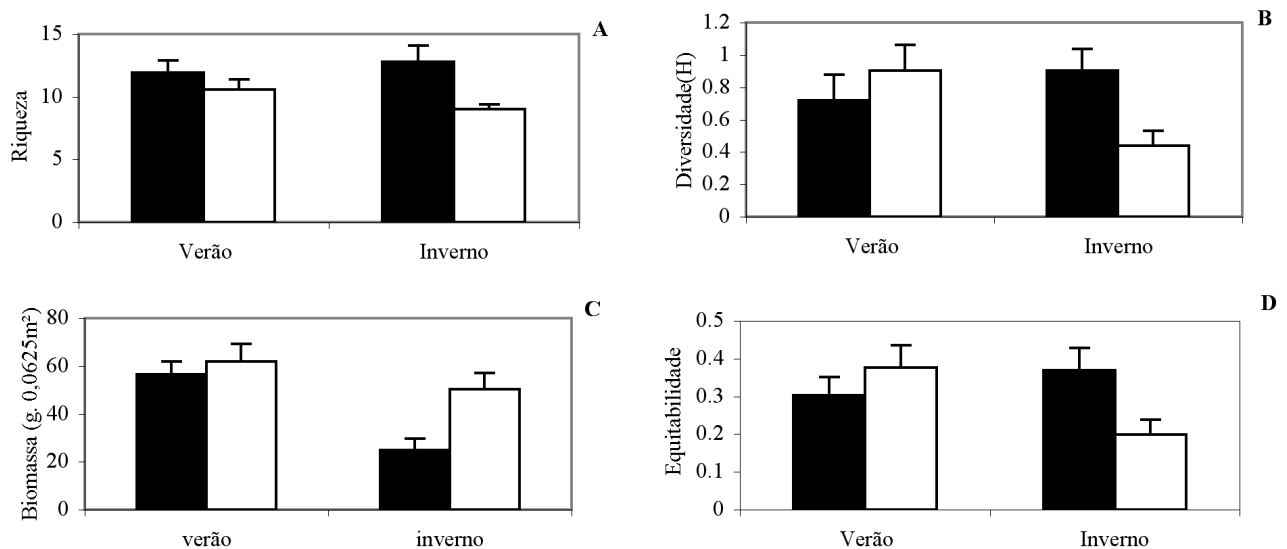 A
Riqueza
15
10
5
0
Verão
Inverno
B
Diversidade(H)
1.2
1
0.8
0.6
0.4
0.2
0
Verão
Inverno
C
Biomassa (g. 0,0625m²)
80
60
40
20
0
verão
inverno
D
Equitabilidade
0.5
0.4
0.3
0.2
0.1
0
Verão
Inverno